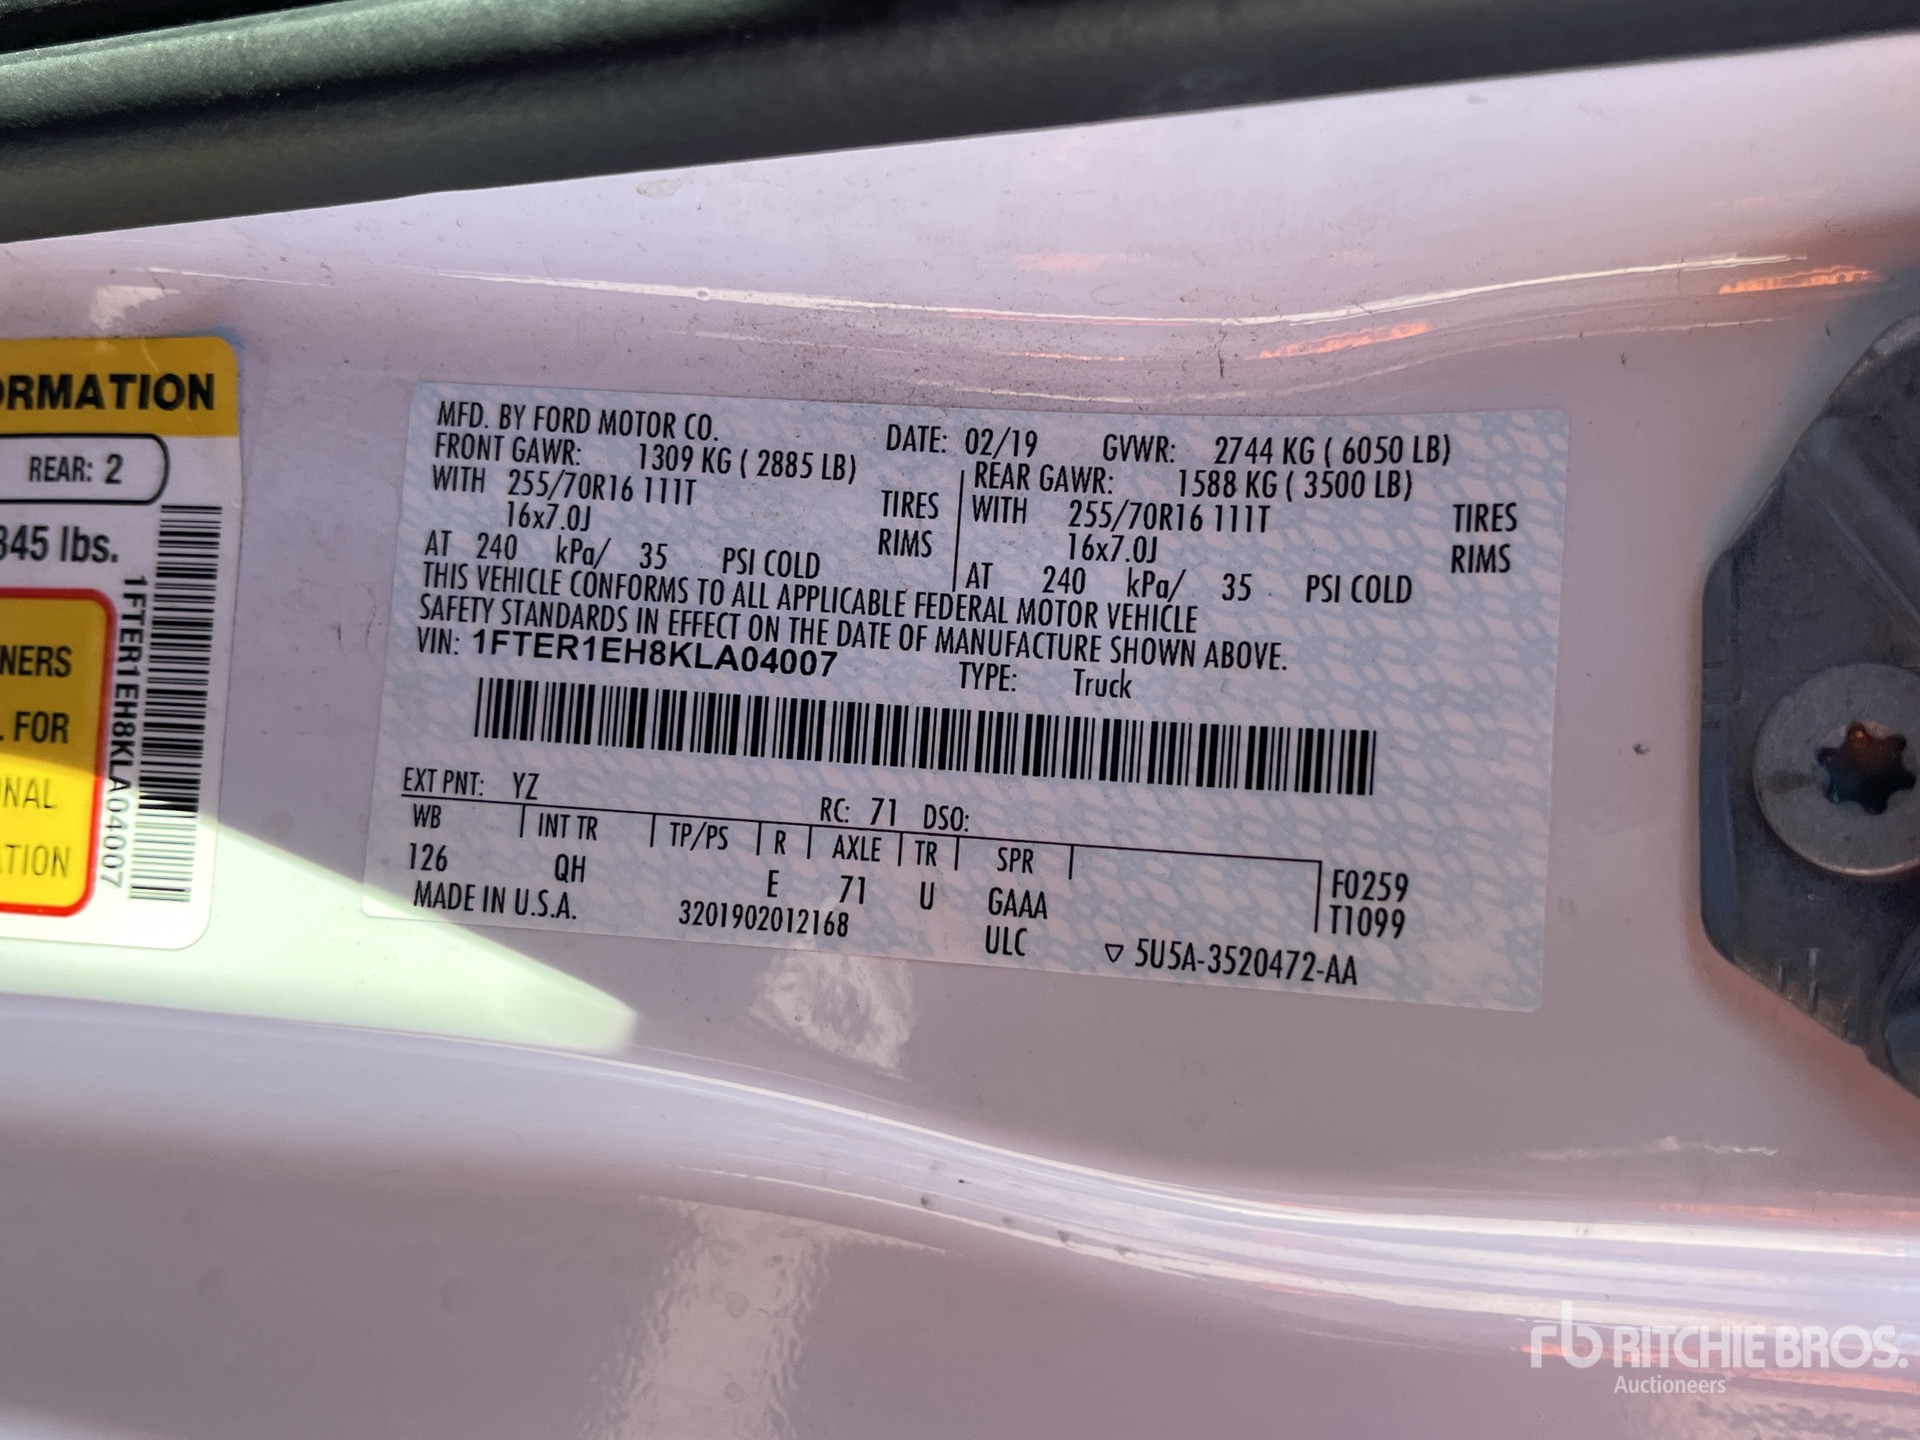 ORMATION
REAR: 2
345 lbs.
NERS
FOR
NAL
ATION
1FTER1EH8KLA04007
MFD. BY FORD MOTOR CO. DATE: 02/19 GVWR: 2744 KG ( 6050 LB)
FRONT GAWR: 1309 KG ( 2885 LB) REAR GAWR: 1588 KG ( 3500 LB)
WITH 255/70R16 111T TIRES WITH 255/70R16 111T TIRES
16x7.0J RIMS 16x7.0J RIMS
AT 240 kPa/ 35 PSI COLD AT 240 kPa/ 35 PSI COLD
THIS VEHICLE CONFORMS TO ALL APPLICABLE FEDERAL MOTOR VEHICLE
SAFETY STANDARDS IN EFFECT ON THE DATE OF MANUFACTURE SHOWN ABOVE.
VIN: 1FTER1EH8KLA04007 TYPE: Truck
EXT PNT: YZ RC: 71 DSO:
WB INT TR TP/PS R AXLE TR SPR
126 QH E 71 U GAAA F0259
MADE IN U.S.A. 3201902012168 ULC T1099
▽ 5U5A-3520472-AA
rb RITCHIE BROS.
Auctioneers